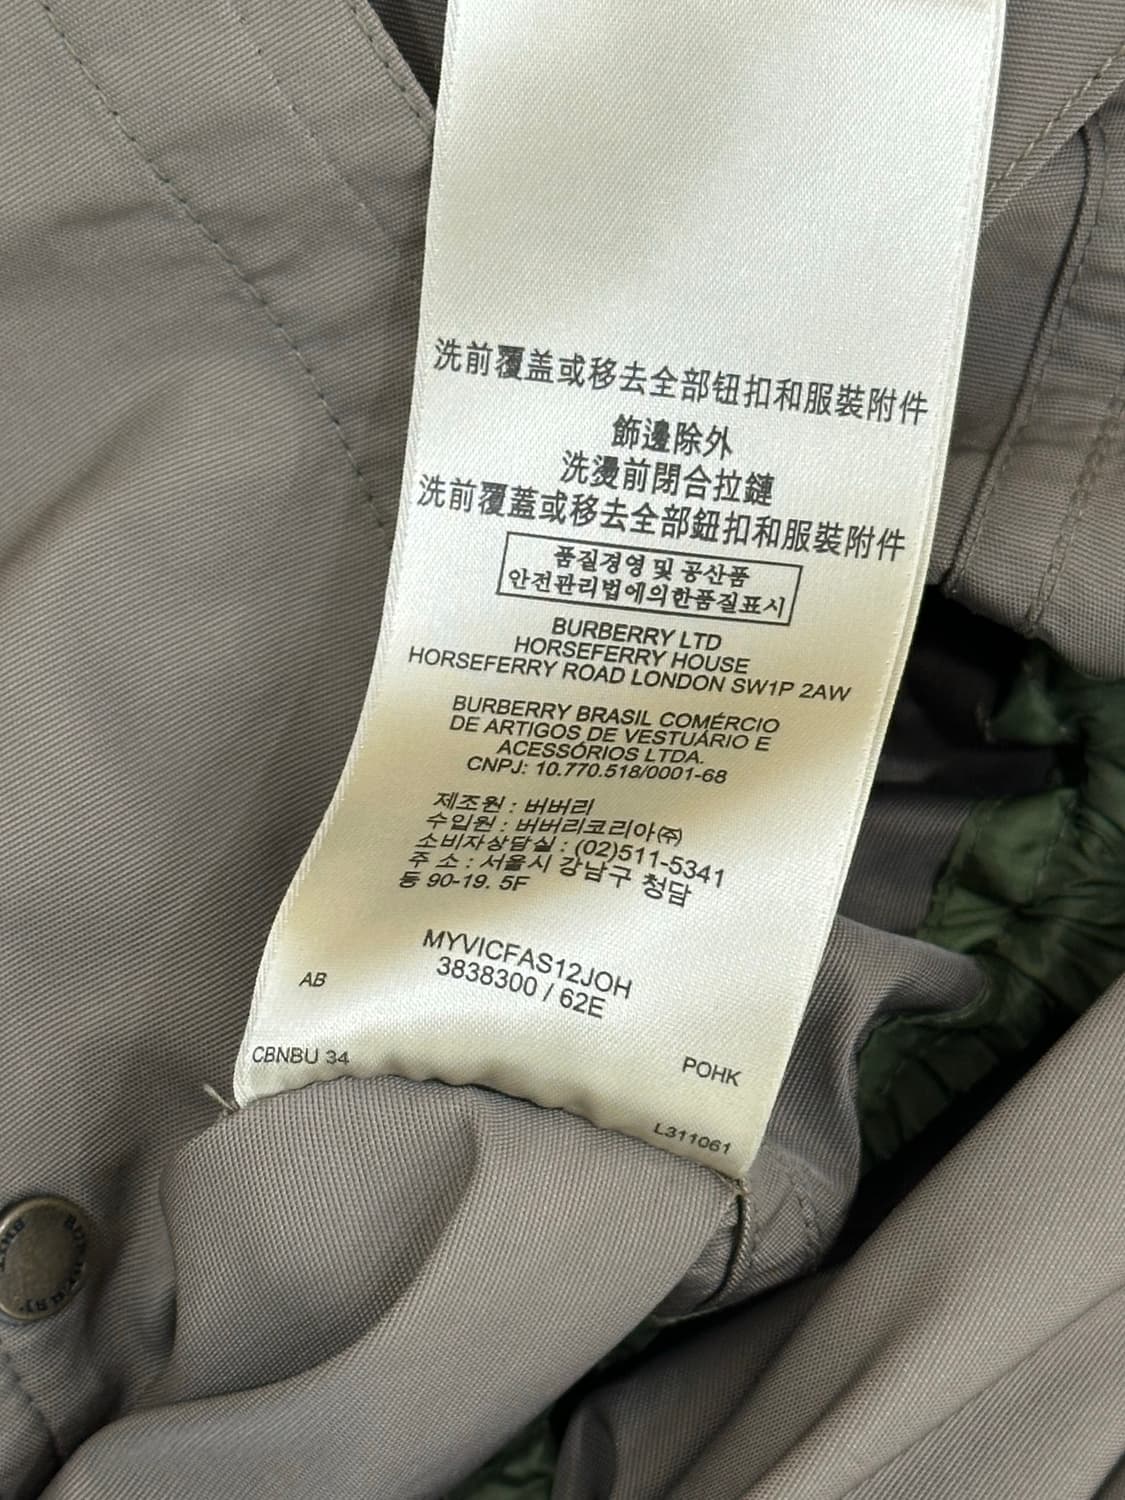 洗前覆盖或移去全部钮扣和服裝附件
飾邊除外
洗燙前閉合拉鏈
洗前覆蓋或移去全部鈕扣和服裝附件
품질경영 및 공산품
안전관리법에의한품질표시
BURBERRY LTD
HORSEFERRY HOUSE
HORSEFERRY ROAD LONDON SW1P 2AW
BURBERRY BRASIL COMÉRCIO
DE ARTIGOS DE VESTUÁRIO E
ACESSÓRIOS LTDA.
CNPJ: 10.770.518/0001-68
제조원 : 버버리
수입원 : 버버리코리아㈜
소비자상담실 : (02)511-5341
주 소 : 서울시 강남구 청담
동 90-19. 5F
MYVICFAS12JOH
3838300 / 62E
AB
CBNBU 34
POHK
L311061